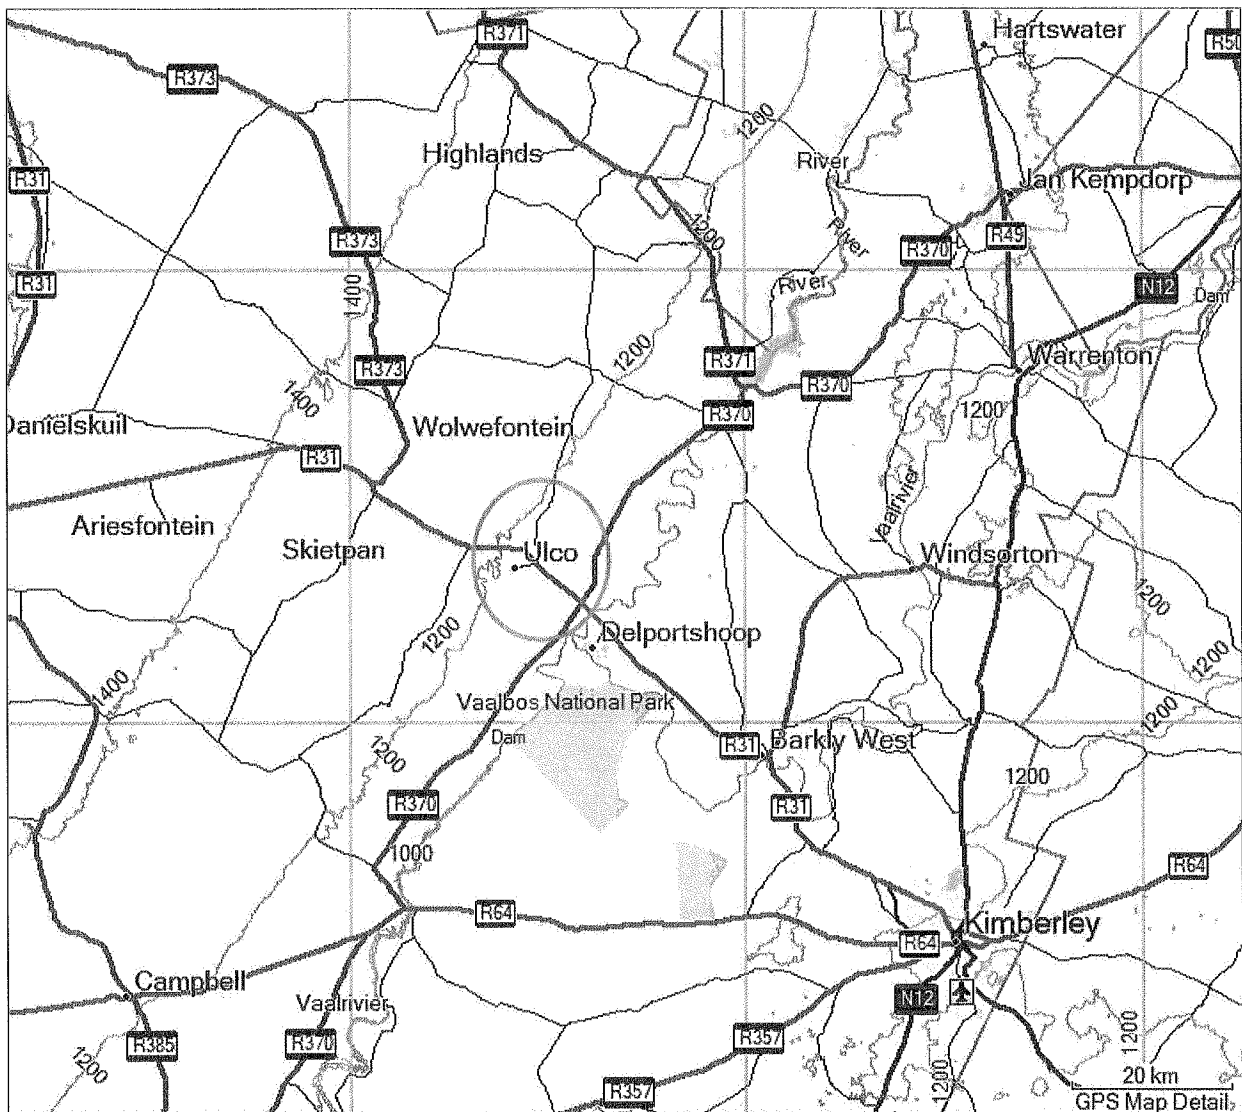 R371
Hartswater
R50
R373
1200
Highlands
River
R31
Jan Kempdorp
1200
River
R373
R370
R49
R31
1400
River
N12
Dam
1200
R371
Warrenton
R373
R370
1400
1200
R370
Daniëlskuil
Wolwefontein
R31
Vaalrivier
Ariesfontein
Skietpan
Ulco
Windsorton
1200
1200
Delportshoop
1200
1400
Vaalbos National Park
1200
Dam
R31
Barkly West
1200
1200
R370
R31
1000
R64
R64
Kimberley
R64
Campbell
Vaalrivier
N12
R385
R370
R357
1200
1200
1200
20 km
R357
GPS Map Detail